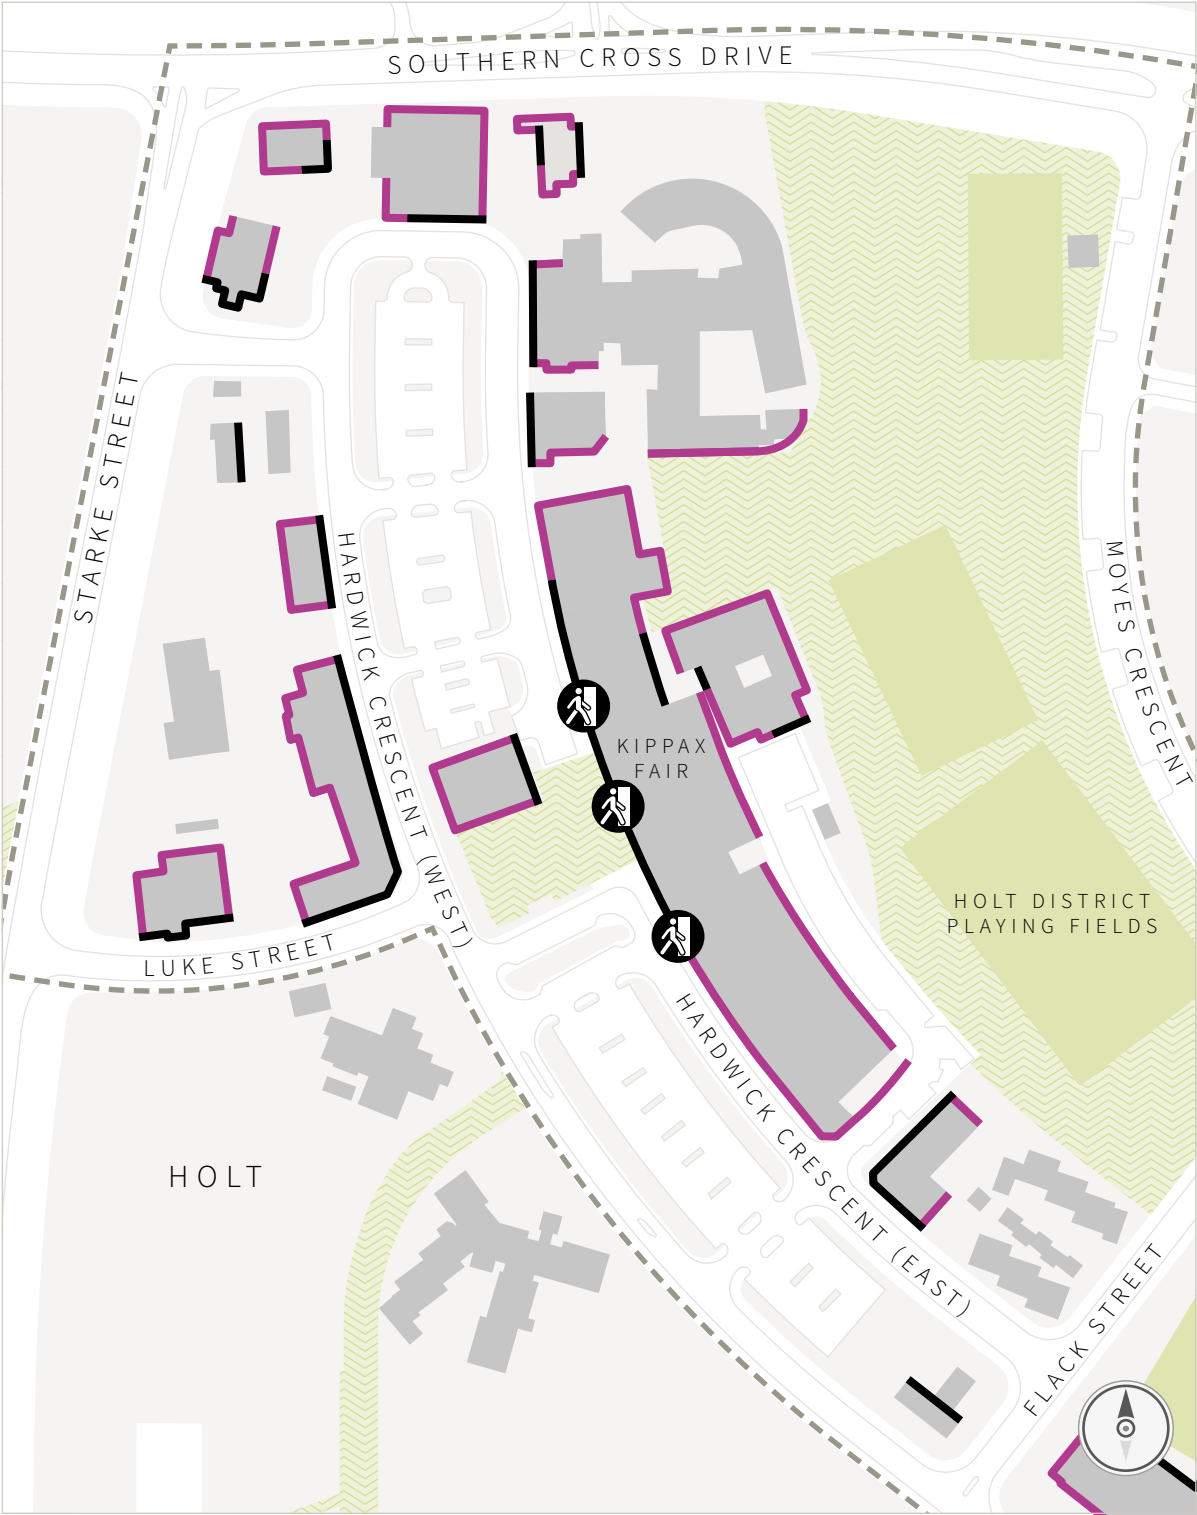 SOUTHERN CROSS DRIVE
STARKE STREET
HARDWICK CRESCENT (WEST)
MOYES CRESCENT
KIPPAX
FAIR
HOLT DISTRICT
PLAYING FIELDS
LUKE STREET
HARDWICK CRESCENT (EAST)
HOLT
FLACK STREET